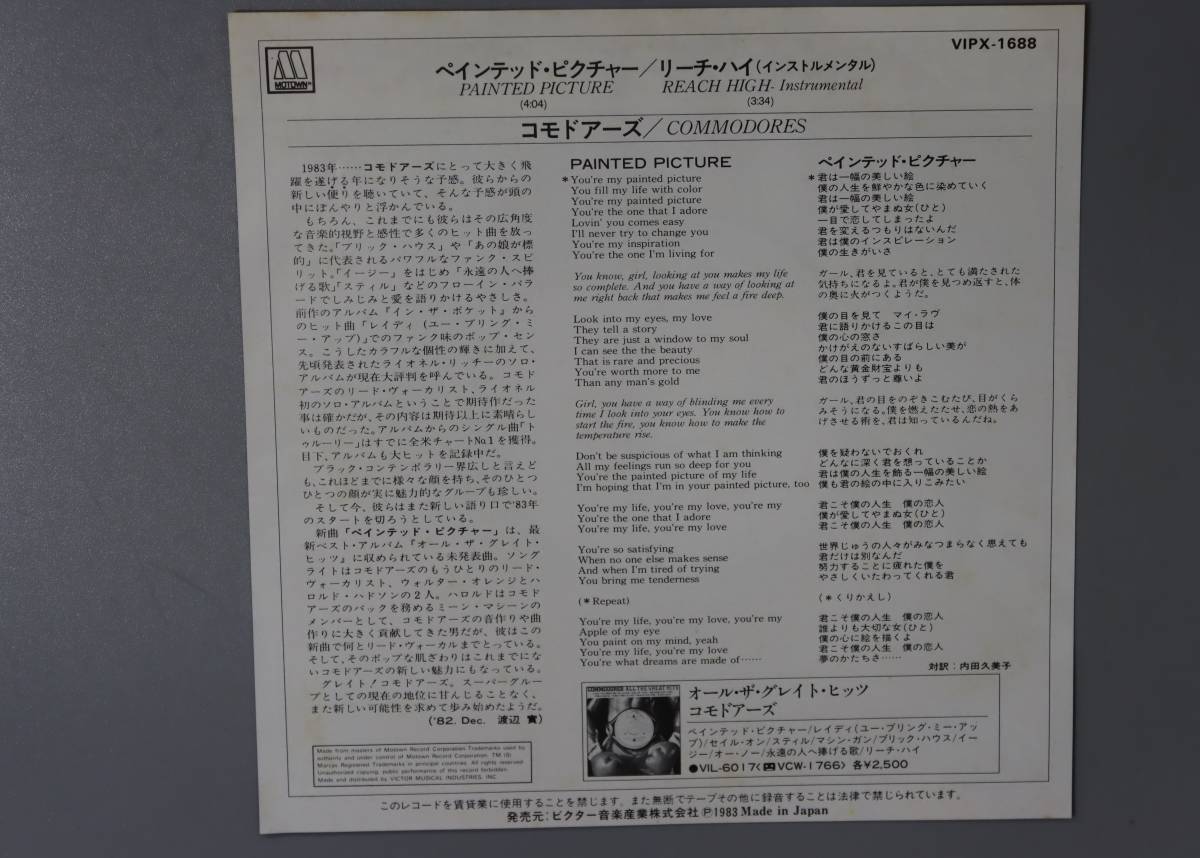 VIPX-1688
MOTOWN
ペインテッド・ピクチャー/リーチ・ハイ(インストルメンタル)
PAINTED PICTURE REACH HIGH- Instrumental
(4:04) (3:34)
コモドアーズ/COMMODORES
1983年……コモドアーズにとって大きく飛
躍を遂げる年になりそうな予感。彼らからの
新しい便りを聴いていて、そんな予感が頭の
中にぼんやりと浮かんでいる。
もちろん、これまでにも彼らはその広角度
な音楽的視野と感性で多くのヒット曲を放っ
てきた。「ブリック・ハウス」や「あの娘が標
的」に代表されるパワフルなファンク・スピ
リット。「イージー」をはじめ「永遠の人へ捧
げる歌」「スティル」などのフローイン・バラ
ードでしみじみと愛を語りかけるやさしさ。
前作のアルバム『イン・ザ・ポケット』から
のヒット曲「レイディ(ユー・ブリング・ミ
ー・アップ)」でのファンク味のポップ・セン
ス。こうしたカラフルな個性の輝きに加えて、
先頃発表されたライオネル・リッチーのソロ・
アルバムが現在大評判を呼んでいる。コモド
アーズのリード・ヴォーカリスト、ライオネル
初のソロ・アルバムということで期待作だった
事は確かだが、その内容は期待以上に素晴らし
いものだった。アルバムからのシングル曲「ト
ゥルーリー」はすでに全米チャートNo.1を獲得。
目下、アルバムも大ヒットを記録中だ。
ブラック・コンテンポラリー界広しと言えど
も、これほどまでに様々な顔を持ち、そのひとつ
ひとつの顔が実に魅力的なグループも珍しい。
そして今、彼らはまた新しい語り口で'83年
のスタートを切ろうとしている。
新曲「ペインテッド・ピクチャー」は、最
新ベスト・アルバム『オール・ザ・グレイト・
ヒッツ』に収められている未発表曲。ソング
ライトはコモドアーズのもうひとりのリード・
ヴォーカリスト、ウォルター・オレンジとハ
ロルド・ハドソンの2人。ハロルドはコモド
アーズのバックを務めるミーン・マシーンの
メンバーとして、コモドアーズの音作りや曲
作りに大きく貢献してきた男だが、彼はこの
新曲で何とリード・ヴォーカルまでとっている。
そして、そのポップな肌ざわりはこれまでにな
いコモドアーズの新しい魅力にもなっている。
グレイト!コモドアーズ。スーパーグルー
プとしての現在の地位に甘んじることなく、
また新しい可能性を求めて歩み始めたようだ。
('82. Dec. 渡辺 實)
Made from masters of Motown Record Corporation Trademarks used by
authority and under control of Motown Record Corporation. TM (R)
Marcas Registered Trademarks in principal countries. All rights reserved.
Unauthorized copying, public performance of this record forbidden.
Made and distributed by VICTOR MUSICAL INDUSTRIES, INC.
PAINTED PICTURE
*You're my painted picture
You fill my life with color
You're my painted picture
You're the one that I adore
Lovin' you comes easy
I'll never try to change you
You're my inspiration
You're the one I'm living for
You know, girl, looking at you makes my life
so complete. And you have a way of looking at
me right back that makes me feel a fire deep.
Look into my eyes, my love
They tell a story
They are just a window to my soul
I can see the the beauty
That is rare and precious
You're worth more to me
Than any man's gold
Girl, you have a way of blinding me every
time I look into your eyes. You know how to
start the fire, you know how to make the
temperature rise.
Don't be suspicious of what I am thinking
All my feelings run so deep for you
You're the painted picture of my life
I'm hoping that I'm in your painted picture, too
You're my life, you're my love, you're my
You're the one that I adore
You're my life, you're my love
You're so satisfying
When no one else makes sense
And when I'm tired of trying
You bring me tenderness
(*Repeat)
You're my life, you're my love, you're my
Apple of my eye
You paint on my mind, yeah
You're my life, you're my love
You're what dreams are made of……
ペインテッド・ピクチャー
*君は一幅の美しい絵
僕の人生を鮮やかな色に染めていく
君は一幅の美しい絵
僕が愛してやまぬ女(ひと)
一目で恋してしまったよ
君を変えるつもりはないんだ
君は僕のインスピレーション
僕の生きがいさ
ガール、君を見ていると、とても満たされた
気持ちになるよ。君が僕を見つめ返すと、体
の奥に火がつくようだ。
僕の目を見て マイ・ラヴ
君に語りかけるこの目は
僕の心の窓さ
かけがえのないすばらしい美が
僕の目の前にある
どんな黄金財宝よりも
君のほうずっと尊いよ
ガール、君の目をのぞきこむたび、目がくら
みそうになる。僕を燃えたたせ、恋の熱をあ
げさせる術を、君は知っているんだね。
僕を疑わないでおくれ
どんなに深く君を想っていることか
君は僕の人生を飾る一幅の美しい絵
僕も君の絵の中に入りこみたい
君こそ僕の人生 僕の恋人
僕が愛してやまぬ女(ひと)
君こそ僕の人生 僕の恋人
世界じゅうの人々がみなつまらなく思えても
君だけは別なんだ
努力することに疲れた僕を
やさしくいたわってくれる君
(*くりかえし)
君こそ僕の人生 僕の恋人
誰よりも大切な女(ひと)
僕の心に絵を描くよ
君こそ僕の人生 僕の恋人
夢のかたちさ……
対訳:内田久美子
COMMODORES ALL THE GREAT HITS
オール・ザ・グレイト・ヒッツ
コモドアーズ
ペインテッド・ピクチャー/レイディ(ユー・ブリング・ミー・アッ
プ)/セイル・オン/スティル/マシン・ガン/ブリック・ハウス/イー
ジー/オー・ノー/永遠の人へ捧げる歌/リーチ・ハイ
●VIL-6017<VCW-1766>各¥2,500
このレコードを賃貸業に使用することを禁じます。また無断でテープその他に録音することは法律で禁じられています。
発売元:ビクター音楽産業株式会社 Ⓟ1983 Made in Japan